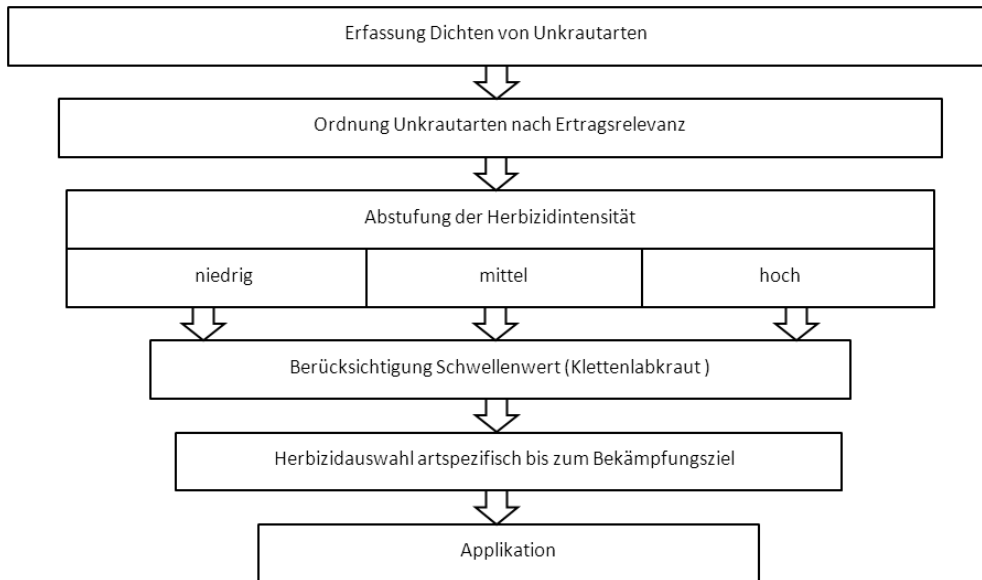 Erfassung Dichten von Unkrautarten
Ordnung Unkrautarten nach Ertragsrelevanz
Abstufung der Herbizidintensität
niedrig
mittel
hoch
Berücksichtigung Schwellenwert (Klettenlabkraut )
Herbizidauswahl artspezifisch bis zum Bekämpfungsziel
Applikation